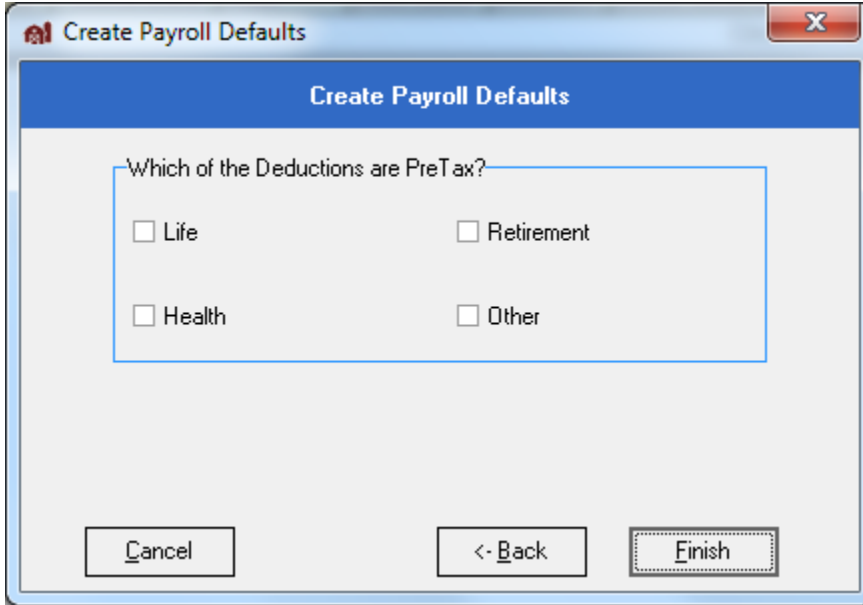 Create Payroll Defaults
Create Payroll Defaults
Which of the Deductions are PreTax?
Life
Retirement
Health
Other
Cancel
<- Back
Finish